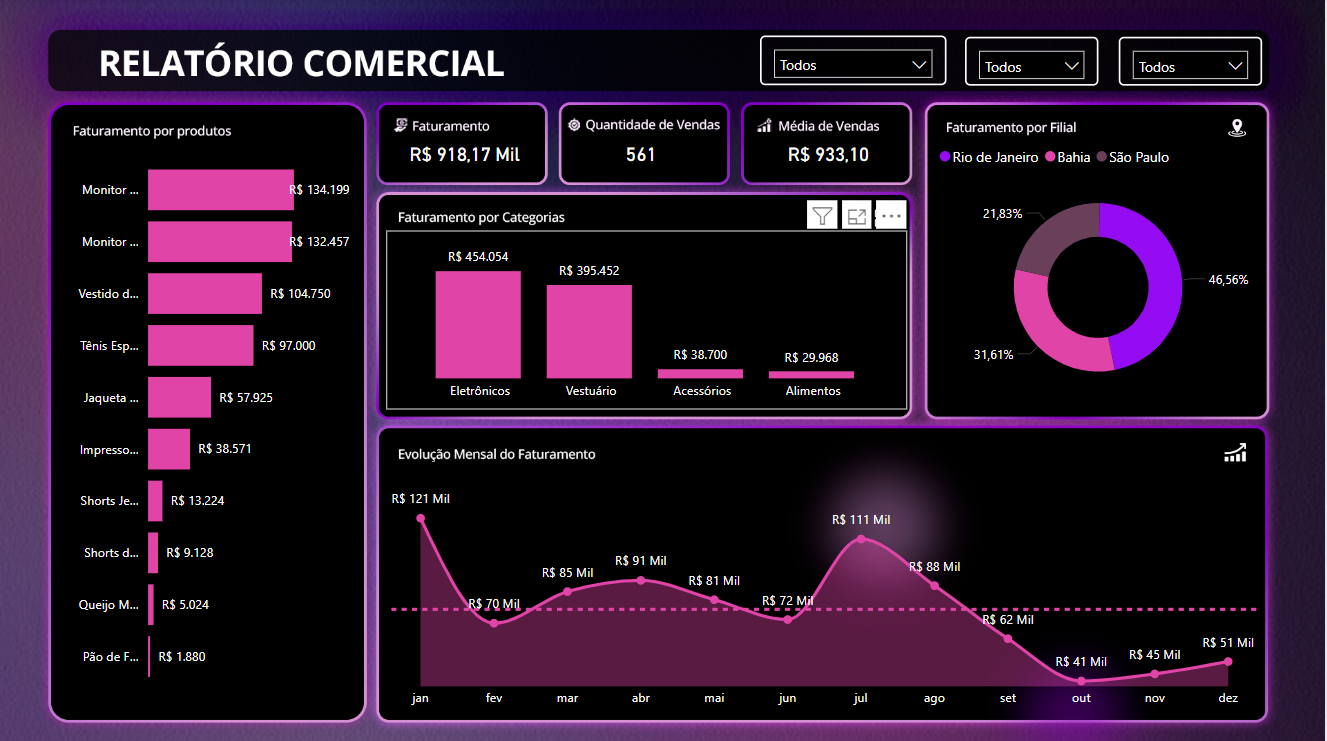 RELATÓRIO COMERCIAL
Todos
Todos
Todos
Faturamento por produtos
Monitor ...
R$ 134.199
Monitor ...
R$ 132.457
Vestido d...
R$ 104.750
Tênis Esp...
R$ 97.000
Jaqueta ...
R$ 57.925
Impresso...
R$ 38.571
Shorts Je...
R$ 13.224
Shorts d...
R$ 9.128
Queijo M...
R$ 5.024
Pão de F...
R$ 1.880
Faturamento
R$ 918,17 Mil
Quantidade de Vendas
561
Média de Vendas
R$ 933,10
Faturamento por Categorias
R$ 454.054
R$ 395.452
R$ 38.700
R$ 29.968
Eletrônicos
Vestuário
Acessórios
Alimentos
Faturamento por Filial
Rio de Janeiro
Bahia
São Paulo
21,83%
46,56%
31,61%
Evolução Mensal do Faturamento
R$ 121 Mil
R$ 70 Mil
R$ 85 Mil
R$ 91 Mil
R$ 81 Mil
R$ 72 Mil
R$ 111 Mil
R$ 88 Mil
R$ 62 Mil
R$ 41 Mil
R$ 45 Mil
R$ 51 Mil
jan
fev
mar
abr
mai
jun
jul
ago
set
out
nov
dez